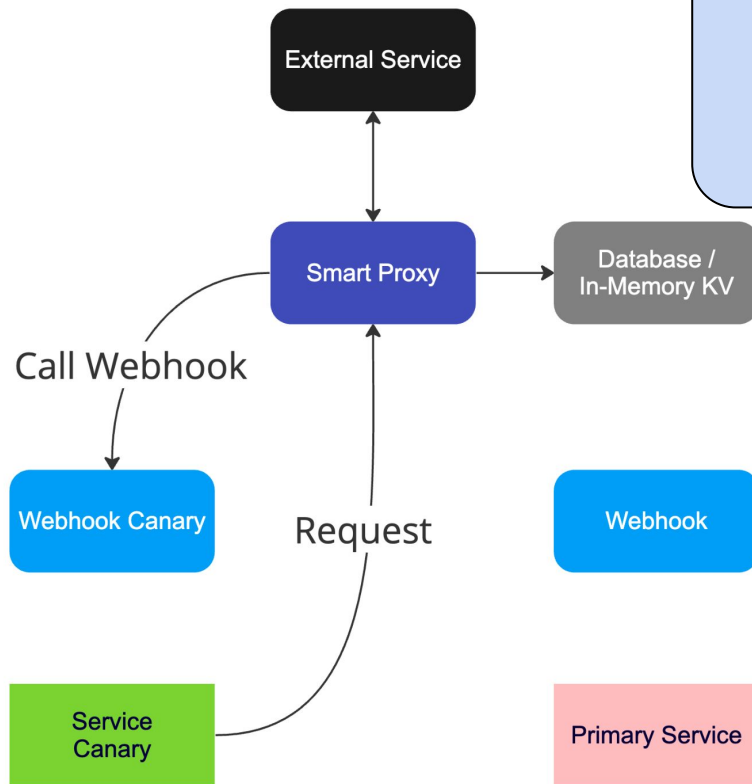 External Service
Smart Proxy
Database /
In-Memory KV
Call Webhook
Webhook Canary
Request
Webhook
Service
Canary
Primary Service